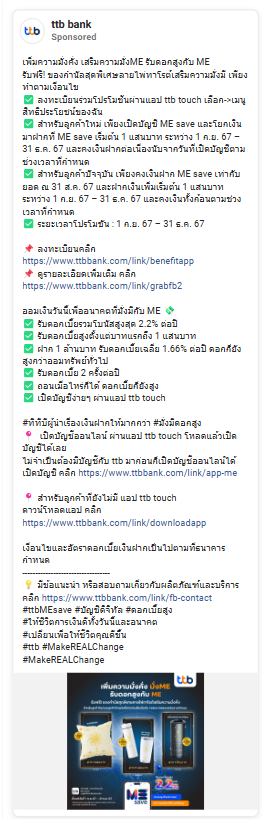 ttb bank
Sponsored
เพิ่มความมั่งคั่ง เสริมความมั่งME รับดอกสูงกับ ME
รับฟรี! ของกำนัลสุดพิเศษลายไพ่ทาโรต์เสริมความมั่งมี เพียง
ทำตามเงื่อนไข
✅ ลงทะเบียนร่วมโปรโมชันผ่านแอป ttb touch เลือก->เมนู
สิทธิประโยชน์ของฉัน
✅ สำหรับลูกค้าใหม่ เพียงเปิดบัญชี ME save และโยกเงิน
มาฝากที่ ME save เริ่มต้น 1 แสนบาท ระหว่าง 1 ก.ย. 67 –
31 ธ.ค. 67 และคงเงินฝากต่อเนื่องนับจากวันที่เปิดบัญชีตาม
ช่วงเวลาที่กำหนด
✅ สำหรับลูกค้าปัจจุบัน เพียงคงเงินฝาก ME save เท่ากับ
ยอด ณ 31 ส.ค. 67 และฝากเงินเพิ่มเริ่มต้น 1 แสนบาท
ระหว่าง 1 ก.ย. 67 – 31 ธ.ค. 67 และคงเงินทั้งก้อนตามช่วง
เวลาที่กำหนด
✅ ระยะเวลาโปรโมชัน : 1 ก.ย. 67 – 31 ธ.ค. 67
📌 ลงทะเบียนคลิก
https://www.ttbbank.com/link/benefitapp
📌 ดูรายละเอียดเพิ่มเติม คลิก
https://www.ttbbank.com/link/grabfb2
ออมเงินวันนี้เพื่ออนาคตที่มั่งมีกับ ME 💸
✅ รับดอกเบี้ยรวมโบนัสสูงสุด 2.2% ต่อปี
✅ รับดอกเบี้ยสูงตั้งแต่บาทแรกถึง 1 แสนบาท
✅ ฝาก 1 ล้านบาท รับดอกเบี้ยเฉลี่ย 1.66% ต่อปี ดอกก็ยัง
สูงกว่าออมทรัพย์ทั่วไป
✅ รับดอกเบี้ย 2 ครั้งต่อปี
✅ ถอนเมื่อไหร่ก็ได้ ดอกเบี้ยก็ยังสูง
✅ เปิดบัญชีง่ายๆ ผ่านแอป ttb touch
#ทีทีบีผู้นำเรื่องเงินฝากให้มากกว่า #มั่งมีดอกสูง
📍 เปิดบัญชีออนไลน์ ผ่านแอป ttb touch โหลดแล้วเปิด
บัญชีได้เลย
ไม่จำเป็นต้องมีบัญชีกับ ttb มาก่อนก็เปิดบัญชีออนไลน์ได้
เปิดบัญชี คลิก https://www.ttbbank.com/link/app-me
📍 สำหรับลูกค้าที่ยังไม่มี แอป ttb touch
ดาวน์โหลดแอป คลิก
https://www.ttbbank.com/link/downloadapp
เงื่อนไขและอัตราดอกเบี้ยเงินฝากเป็นไปตามที่ธนาคาร
กำหนด
--------------------------------
💡 มีข้อแนะนำ หรือสอบถามเกี่ยวกับผลิตภัณฑ์และบริการ
คลิก https://www.ttbbank.com/link/fb-contact
#ttbMEsave #บัญชีดีจิทัล #ดอกเบี้ยสูง
#ให้ชีวิตการเงินดีทั้งวันนี้และอนาคต
#เปลี่ยนเพื่อให้ชีวิตคุณดีขึ้น
#ttb #MakeREALChange
#MakeREALChange
ttb
เพิ่มความมั่งคั่ง มั่งME
รับดอกสูงกับ ME
ME
save
2.2%